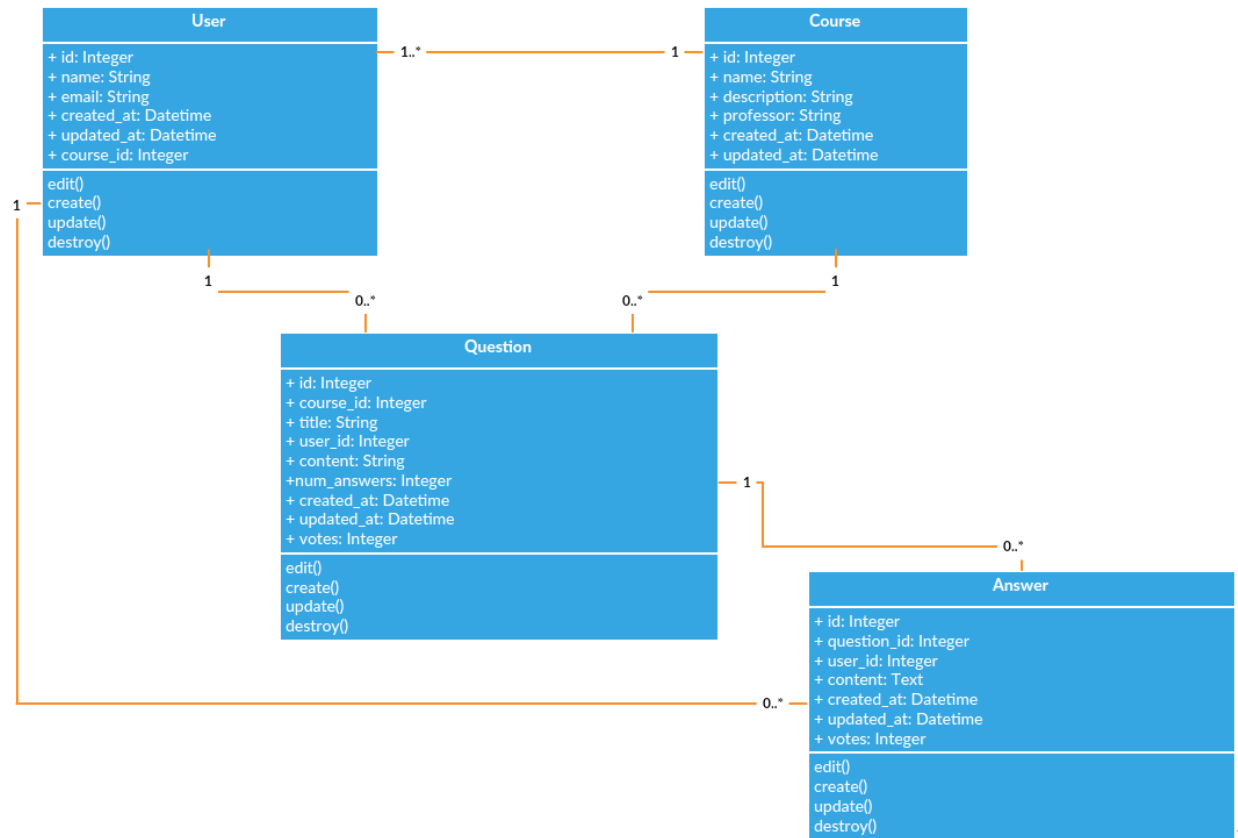 User
+ id: Integer
+ name: String
+ email: String
+ created_at: Datetime
+ updated_at: Datetime
+ course_id: Integer
edit()
create()
update()
destroy()
1..*
1
Course
+ id: Integer
+ name: String
+ description: String
+ professor: String
+ created_at: Datetime
+ updated_at: Datetime
edit()
create()
update()
destroy()
1
1
0..*
1
0..*
Question
+ id: Integer
+ course_id: Integer
+ title: String
+ user_id: Integer
+ content: String
+num_answers: Integer
+ created_at: Datetime
+ updated_at: Datetime
+ votes: Integer
edit()
create()
update()
destroy()
1
0..*
0..*
Answer
+ id: Integer
+ question_id: Integer
+ user_id: Integer
+ content: Text
+ created_at: Datetime
+ updated_at: Datetime
+ votes: Integer
edit()
create()
update()
destroy()